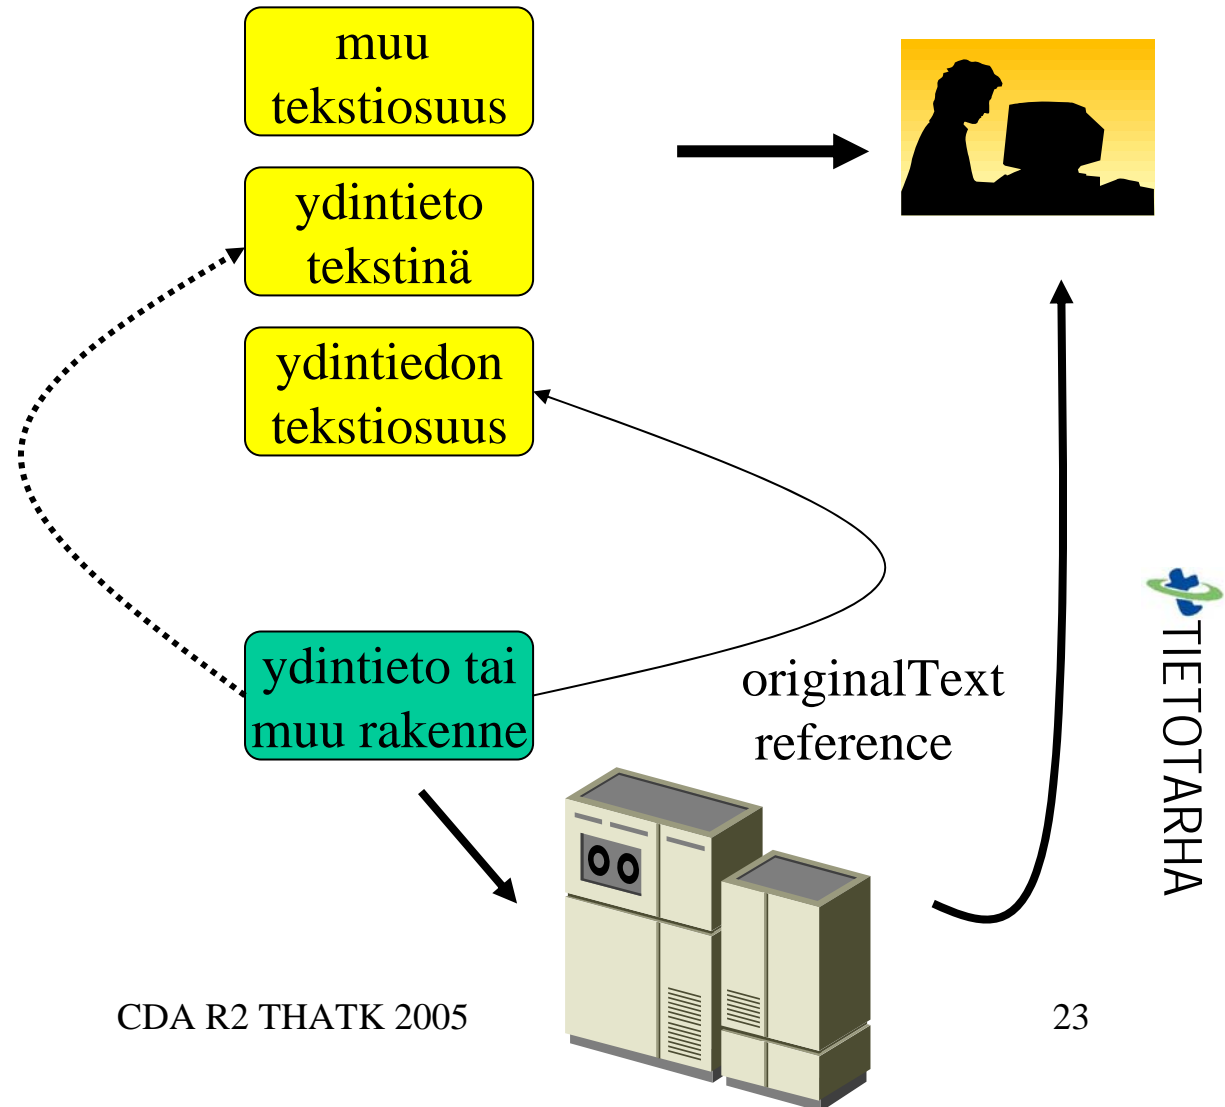 muu
tekstiosuus
ydintieto
tekstinä
ydintiedon
tekstiosuus
ydintieto tai
muu rakenne
originalText
reference
TIETOTARHA
CDA R2 THATK 2005
23